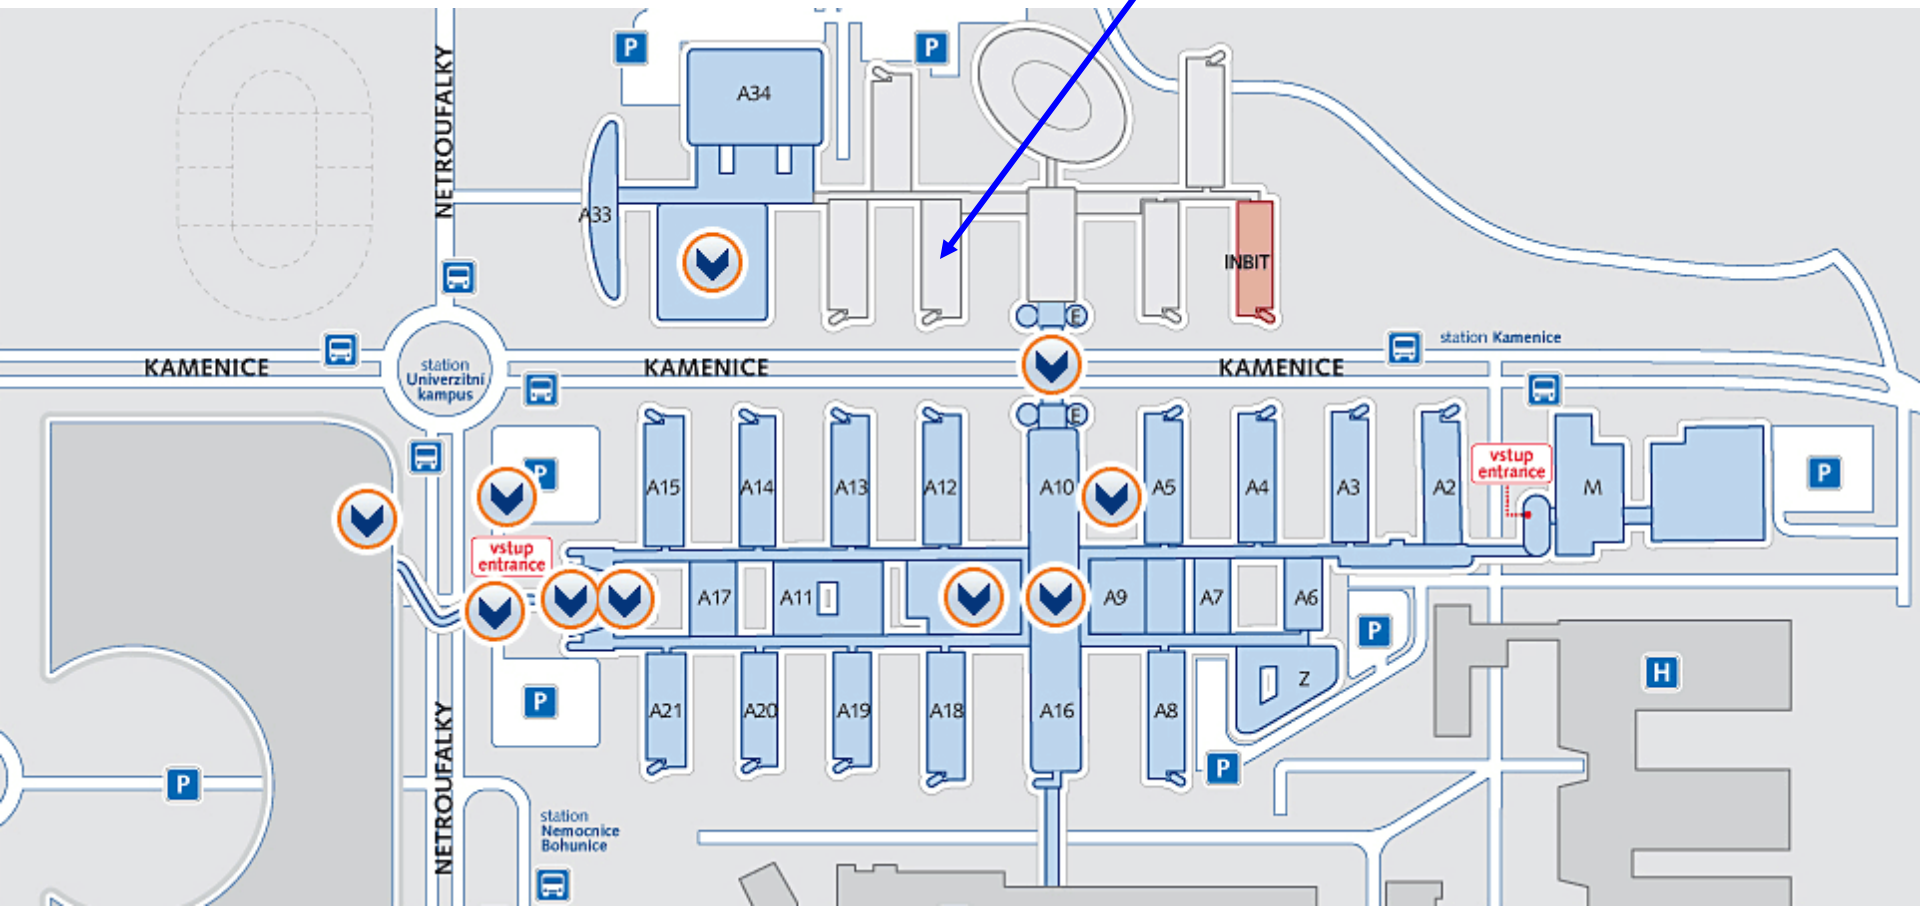 P
P
A34
NETROUFALKY
A33
INBIT
E
station Kamenice
KAMENICE
KAMENICE
KAMENICE
station
Univerzitní
kampus
E
P
A15
A14
A13
A12
A10
A5
A4
A3
A2
vstup
entrance
M
P
vstup
entrance
A17
A11
A9
A7
A6
P
H
Z
P
A21
A20
A19
A18
A16
A8
P
P
NETROUFALKY
station
Nemocnice
Bohunice